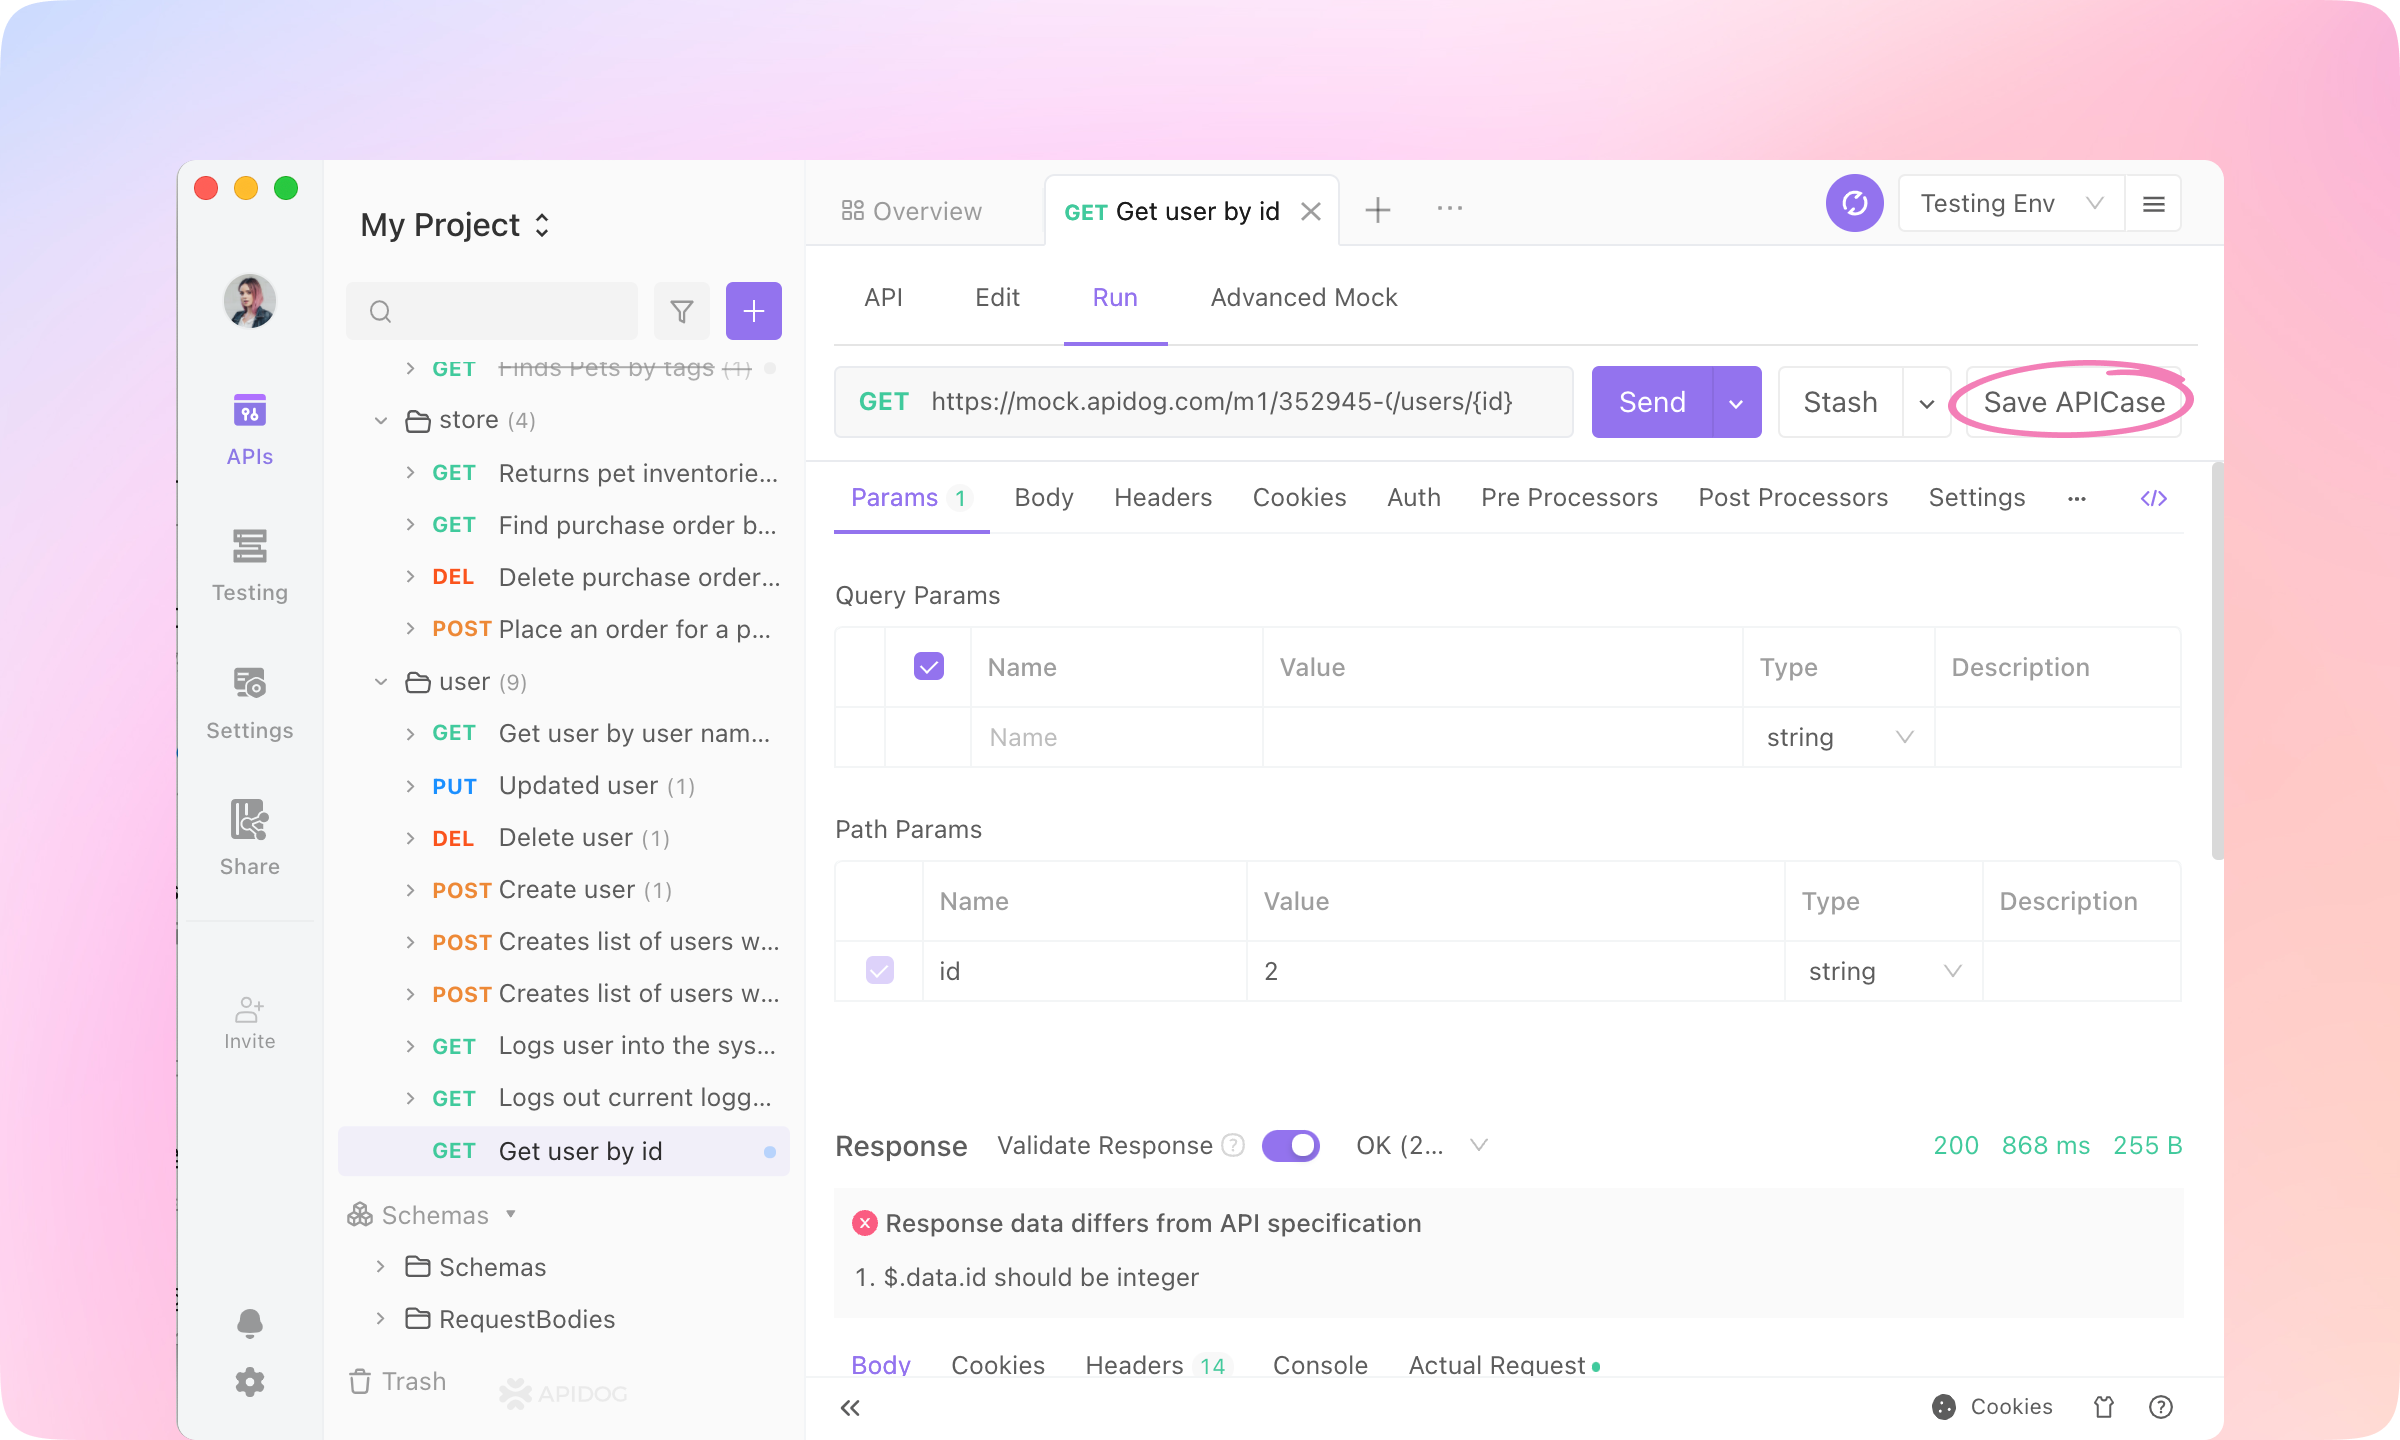 My Project
APIs
Testing
Settings
Share
Invite
GET Finds Pets by tags (1)
store (4)
GET Returns pet inventorie...
GET Find purchase order b...
DEL Delete purchase order...
POST Place an order for a p...
user (9)
GET Get user by user nam...
PUT Updated user (1)
DEL Delete user (1)
POST Create user (1)
POST Creates list of users w...
POST Creates list of users w...
GET Logs user into the sys...
GET Logs out current logg...
GET Get user by id
Schemas
Schemas
RequestBodies
Trash
APIDOG
Overview
GET Get user by id
Testing Env
API Edit Run Advanced Mock
GET https://mock.apidog.com/m1/352945-(/users/{id}
Send
Stash
Save APICase
Params 1 Body Headers Cookies Auth Pre Processors Post Processors Settings ... </>
Query Params
Name Value Type Description
Name string
Path Params
Name Value Type Description
id 2 string
Response Validate Response ? OK (2... 200 868 ms 255 B
Response data differs from API specification
1. $.data.id should be integer
Body Cookies Headers 14 Console Actual Request
Cookies ?